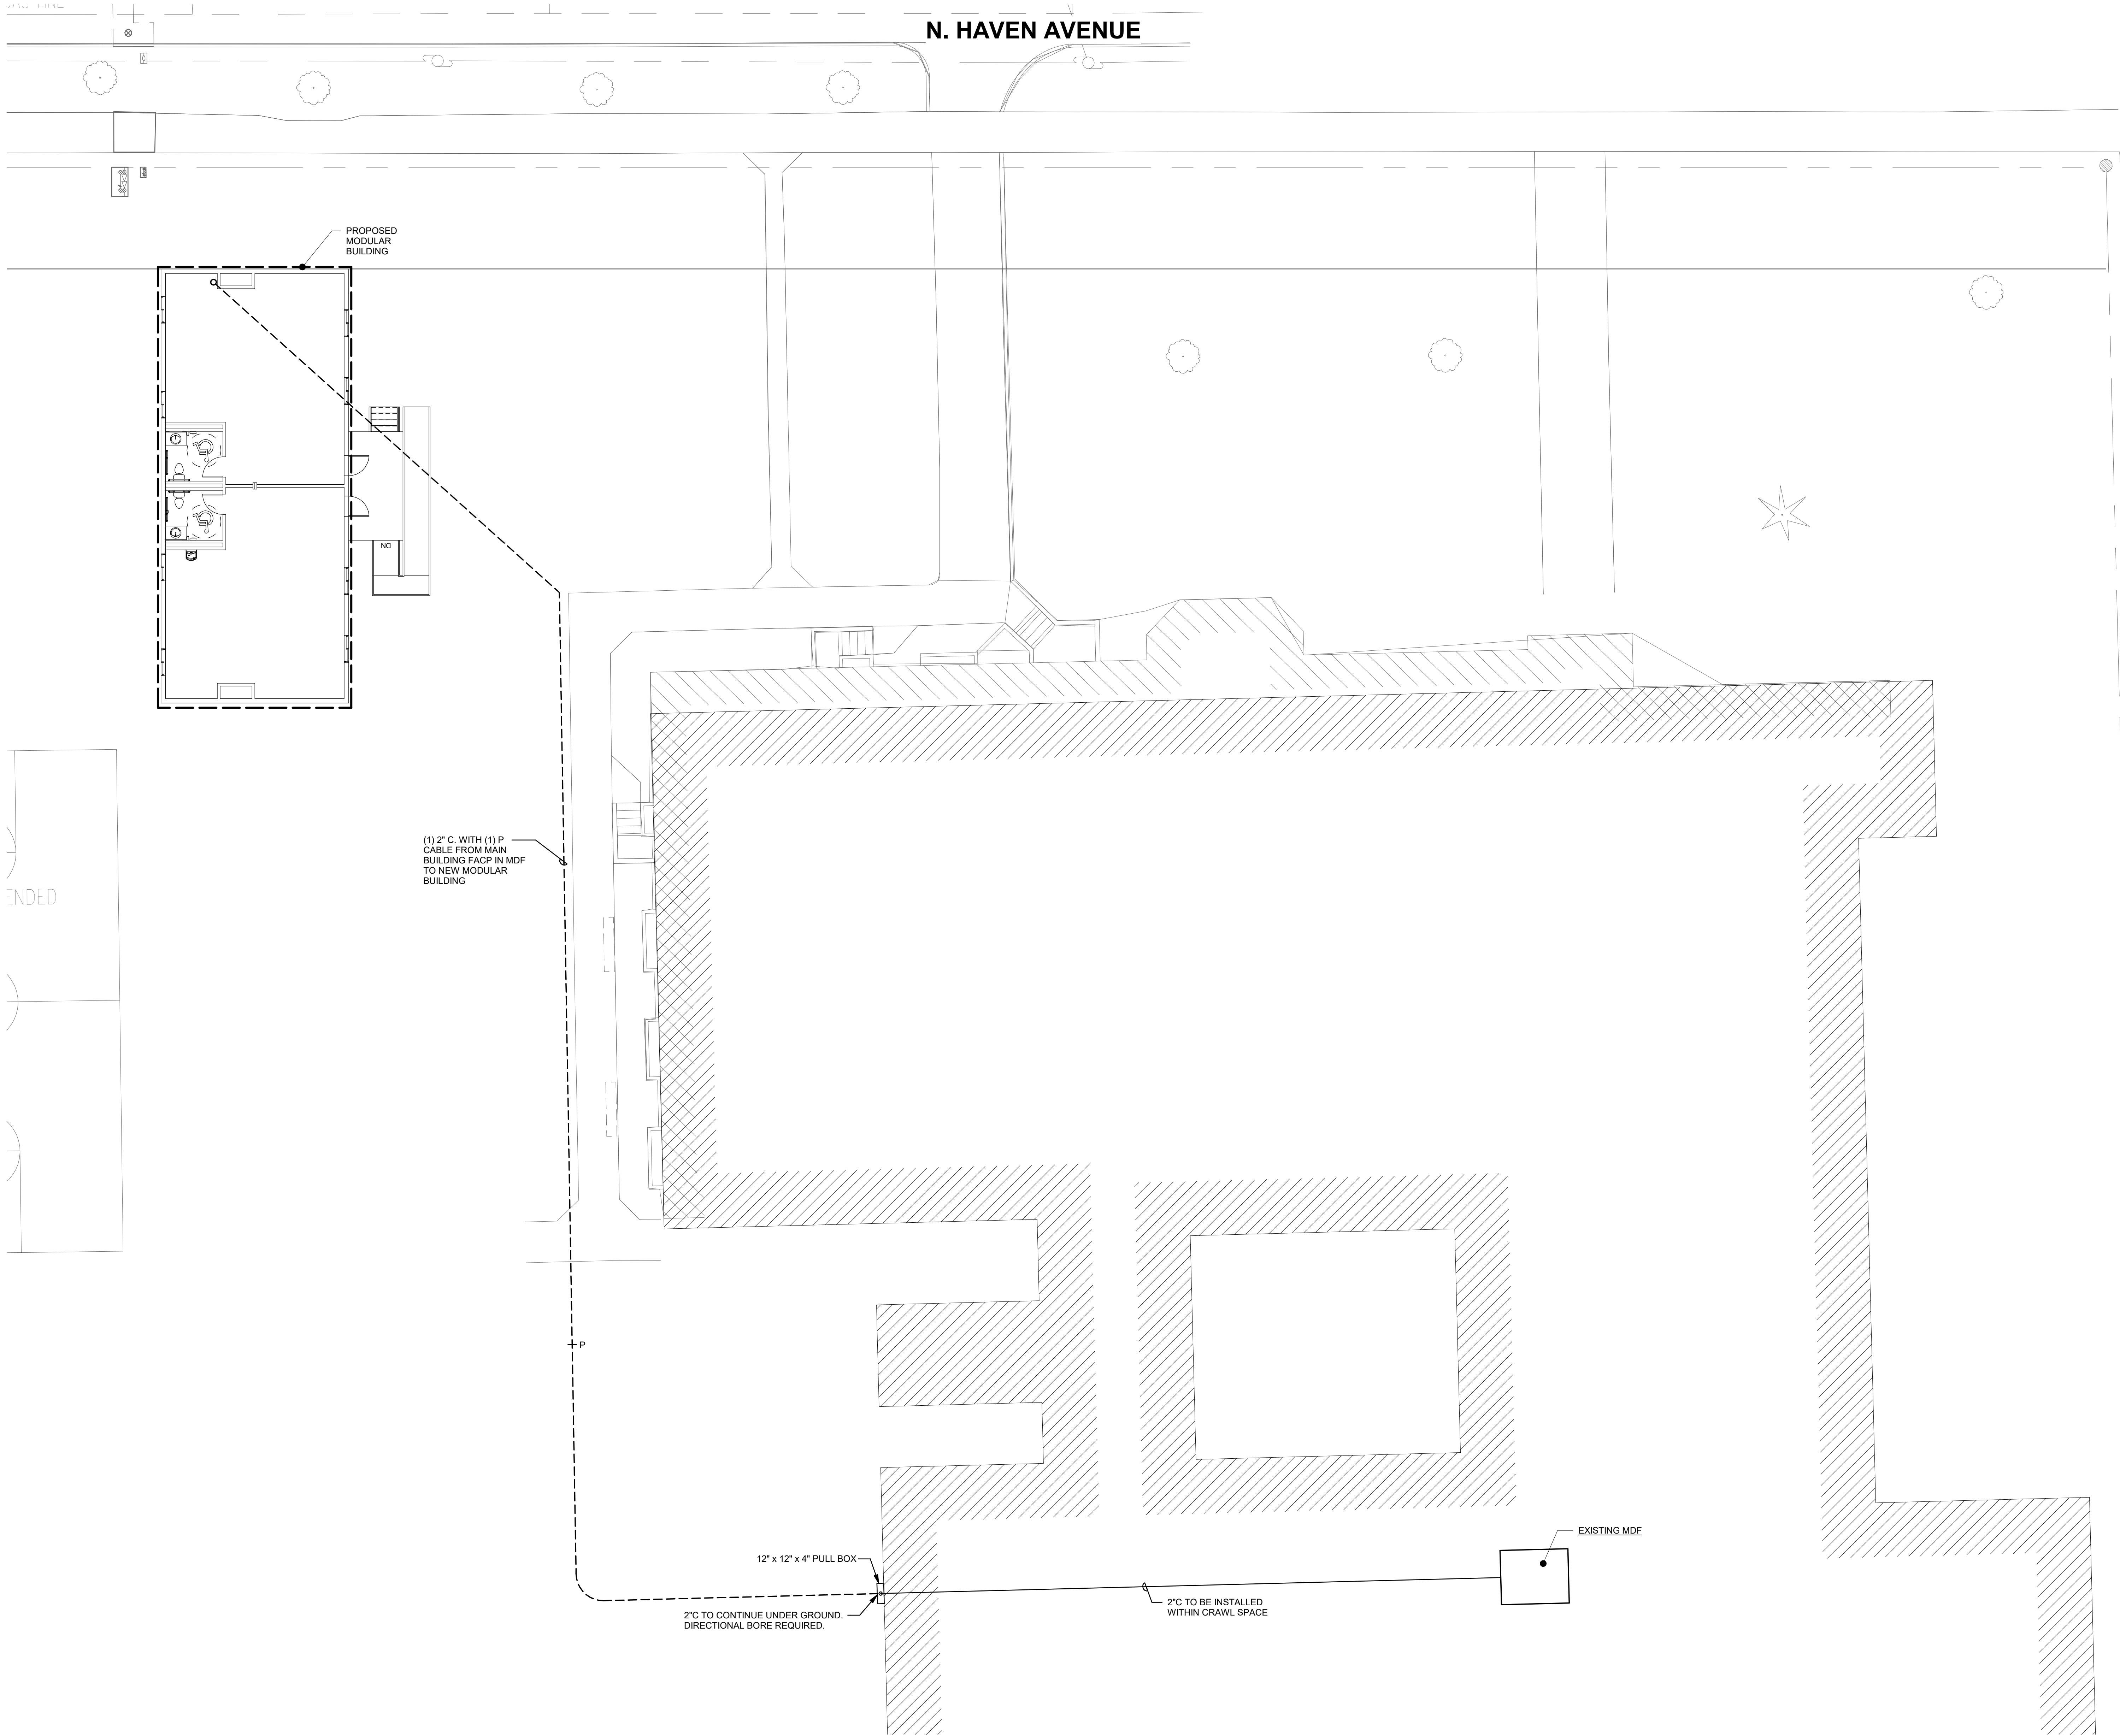 N. HAVEN AVENUE
PROPOSED
MODULAR
BUILDING
DN
(1) 2" C. WITH (1) P
CABLE FROM MAIN
BUILDING FACP IN MDF
TO NEW MODULAR
BUILDING
ENDED
P
EXISTING MDF
12" x 12" x 4" PULL BOX
2"C TO BE INSTALLED
WITHIN CRAWL SPACE
2"C TO CONTINUE UNDER GROUND.
DIRECTIONAL BORE REQUIRED.